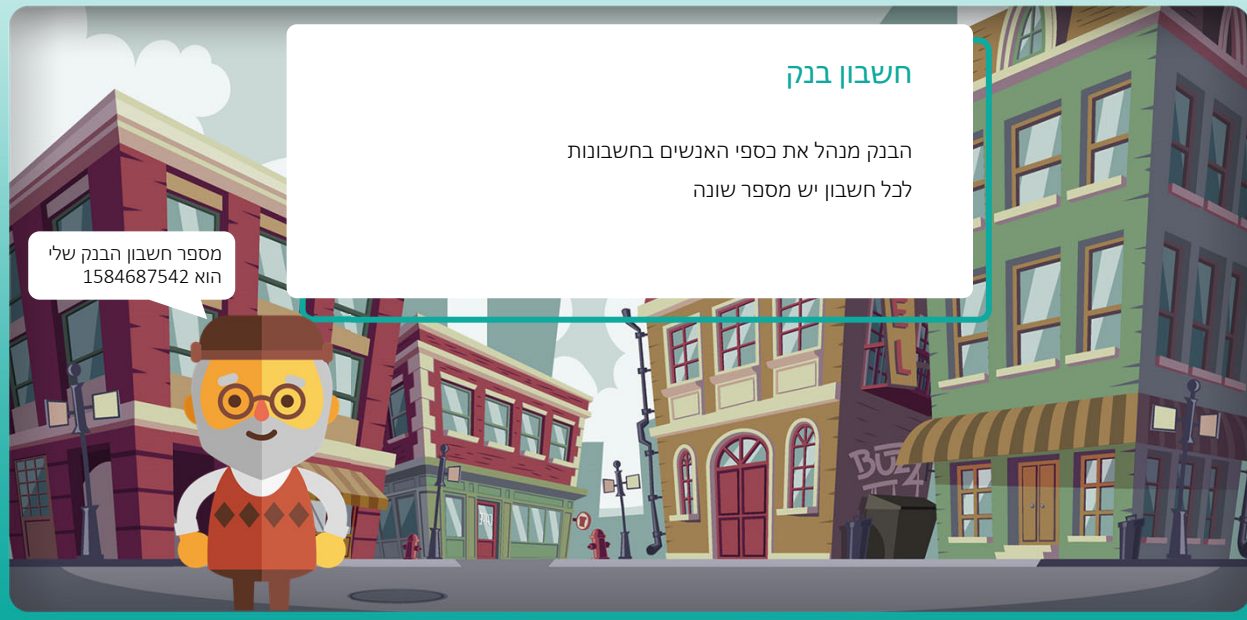 חשבון בנק
הבנק מנהל את כספי האנשים בחשבונות
לכל חשבון יש מספר שונה
מספר חשבון הבנק שלי
הוא 1584687542
E
L
BUZZ